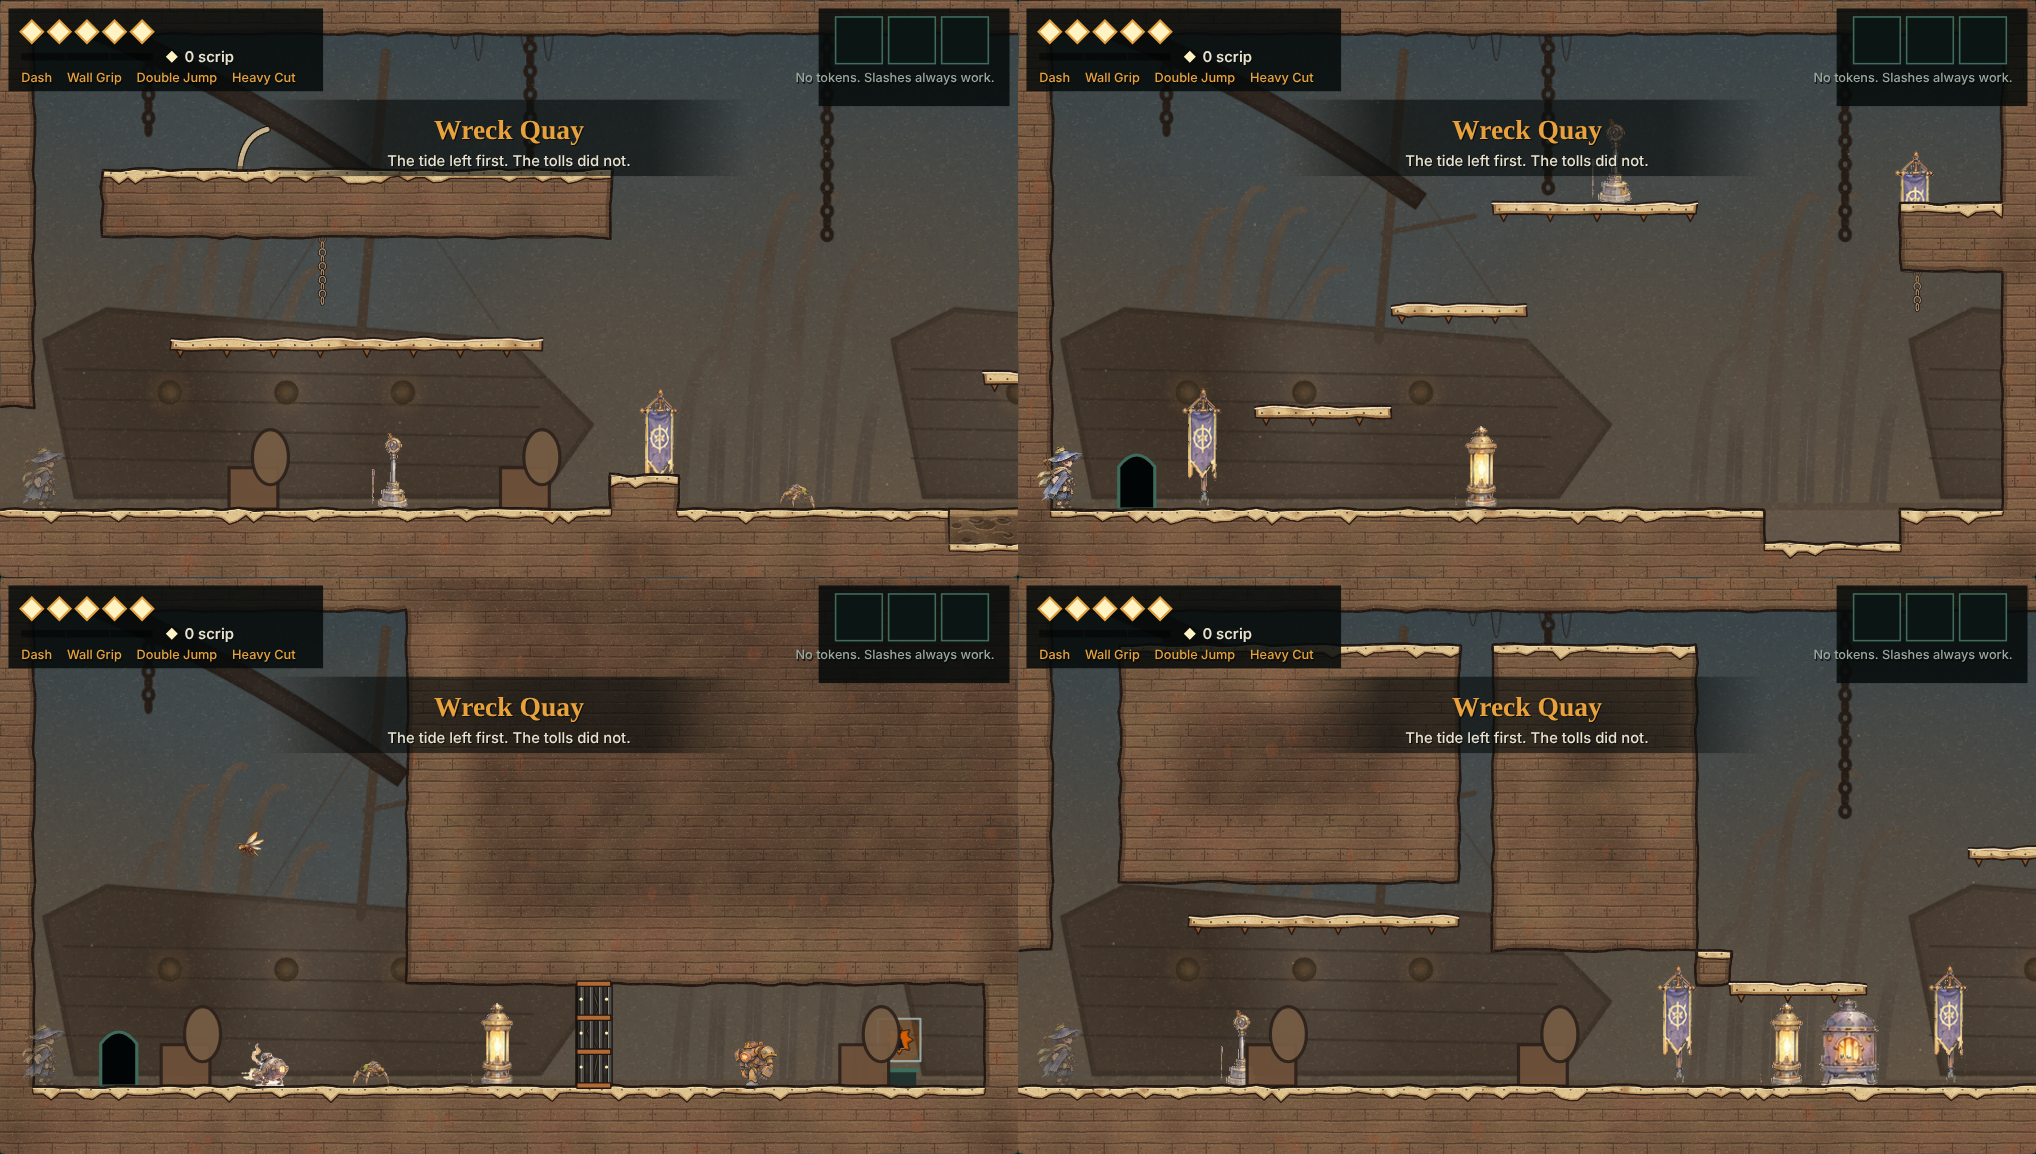 0 scrip
Dash Wall Grip Double Jump Heavy Cut
No tokens. Slashes always work.
Wreck Quay
The tide left first. The tolls did not.
0 scrip
Dash Wall Grip Double Jump Heavy Cut
No tokens. Slashes always work.
Wreck Quay
The tide left first. The tolls did not.
0 scrip
Dash Wall Grip Double Jump Heavy Cut
No tokens. Slashes always work.
Wreck Quay
The tide left first. The tolls did not.
0 scrip
Dash Wall Grip Double Jump Heavy Cut
No tokens. Slashes always work.
Wreck Quay
The tide left first. The tolls did not.